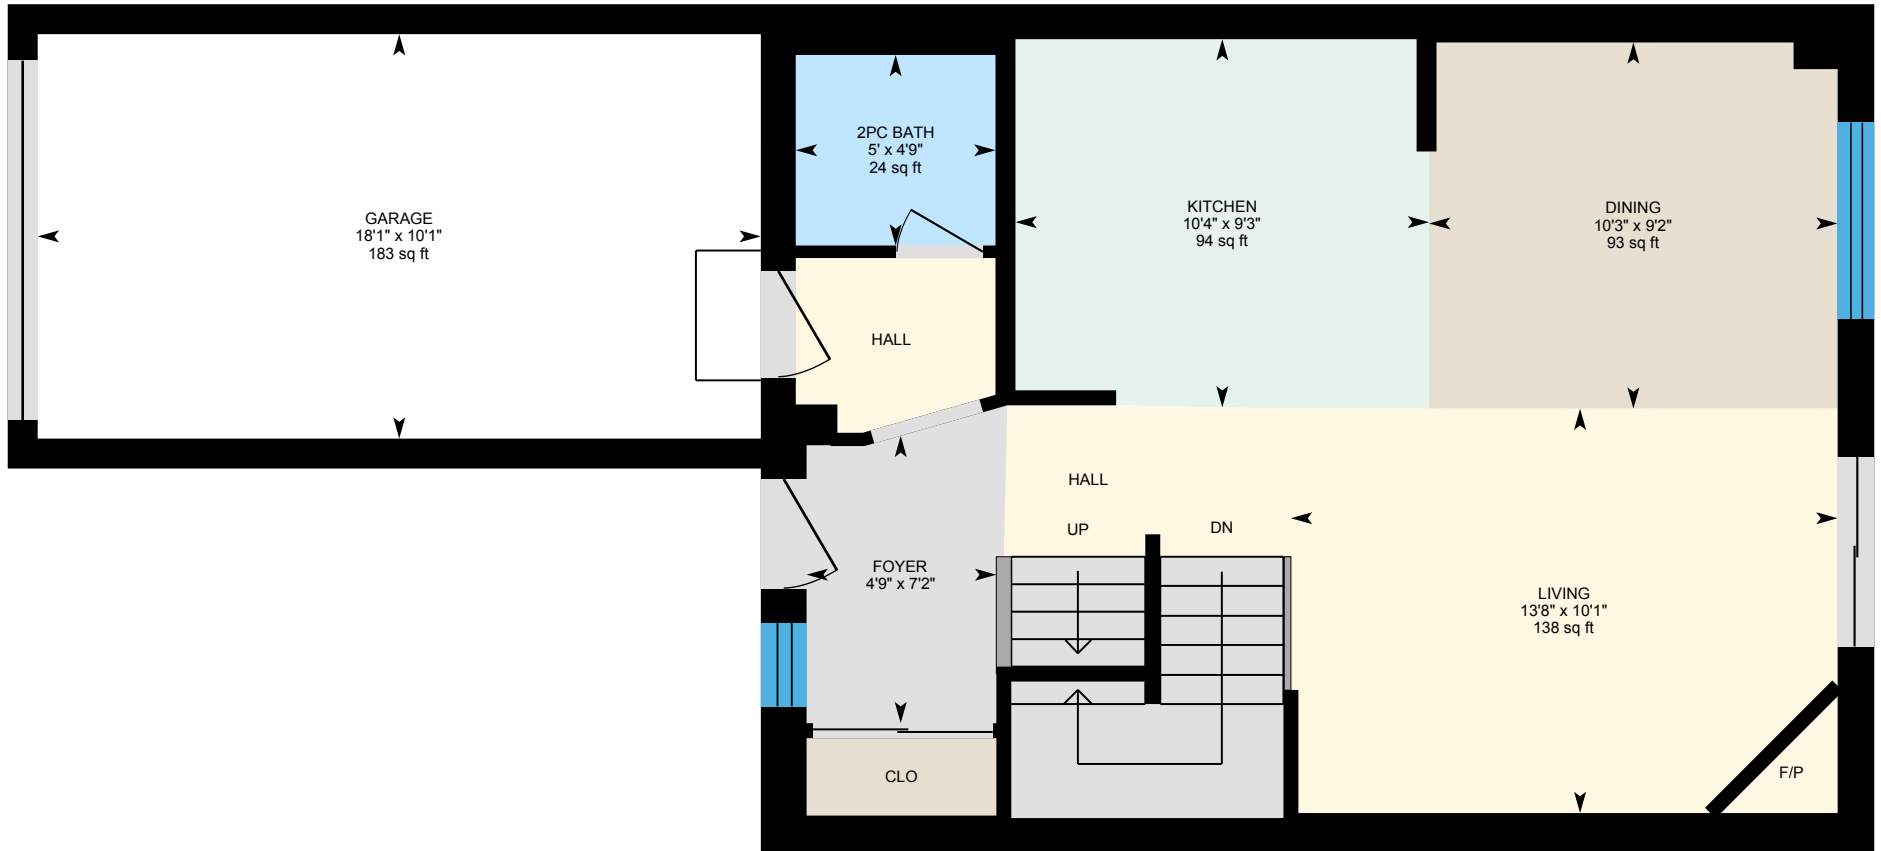 2PC BATH
5' x 4'9"
24 sq ft
GARAGE
18'1" x 10'1"
183 sq ft
KITCHEN
10'4" x 9'3"
94 sq ft
DINING
10'3" x 9'2"
93 sq ft
HALL
HALL
UP
DN
FOYER
4'9" x 7'2"
LIVING
13'8" x 10'1"
138 sq ft
CLO
F/P